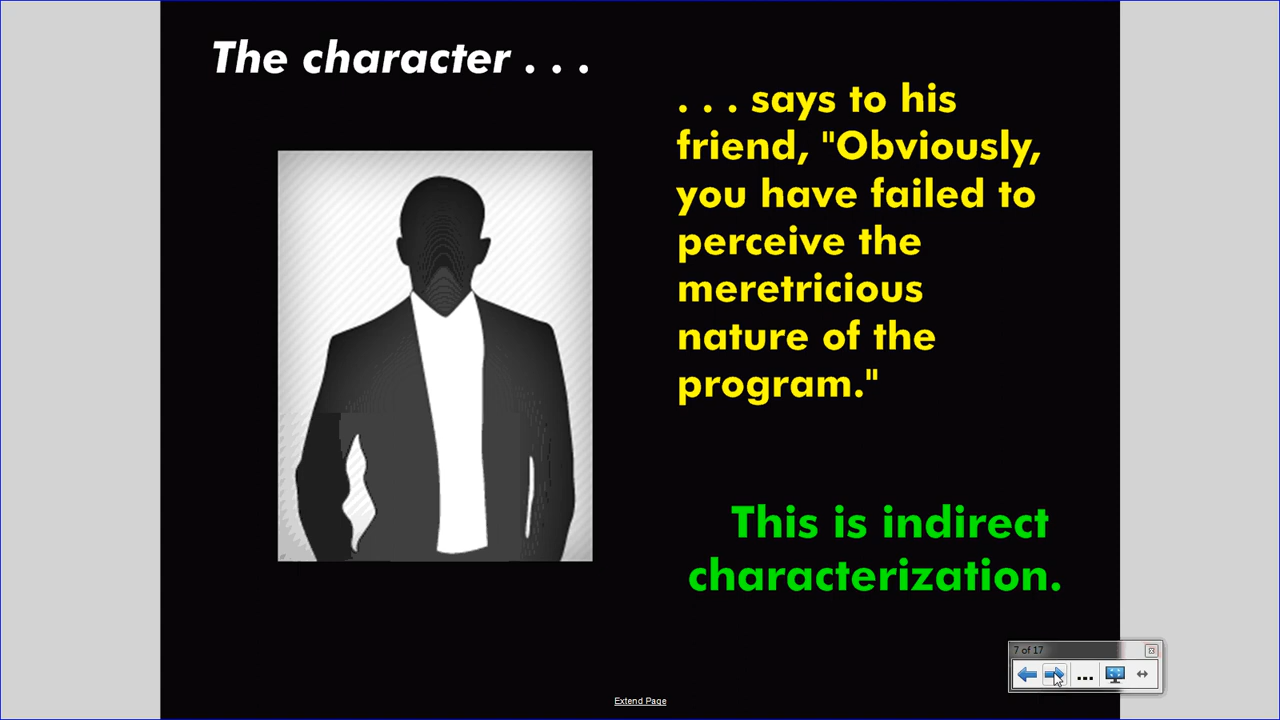 The character . . .
. . . says to his
friend, "Obviously,
you have failed to
perceive the
meretricious
nature of the
program."
This is indirect
characterization.
7 of 17
...
Extend Page